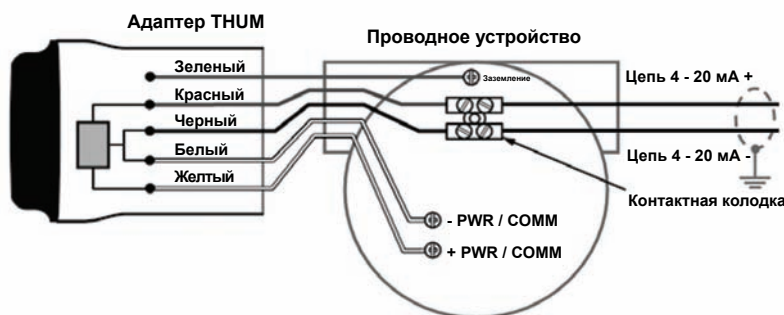 Адаптер THUM
Проводное устройство
Зеленый
Заземление
Цепь 4 - 20 мА +
Красный
Черный
Белый
Цепь 4 - 20 мА -
Желтый
Контактная колодка
- PWR / COMM
+ PWR / COMM